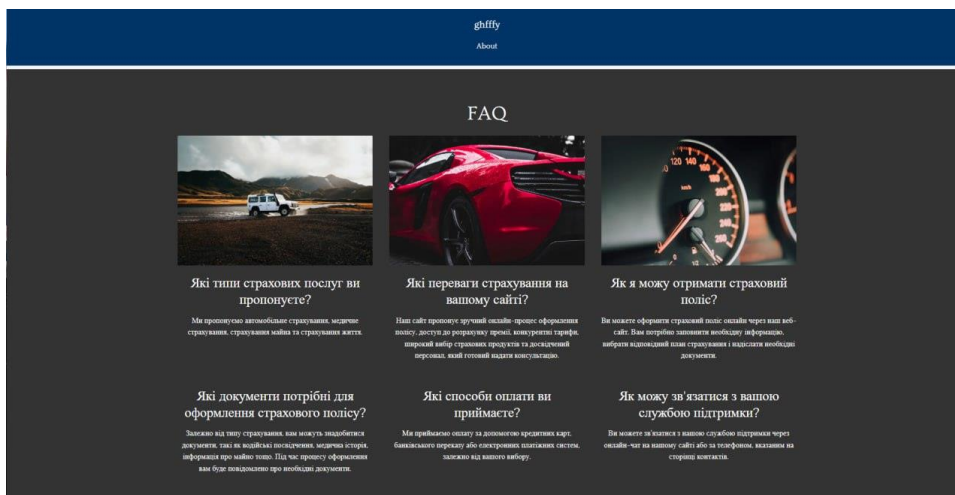 ghfffy
About
FAQ
Які типи страхових послуг ви
пропонуєте?
Ми пропонуємо автомобільне страхування, медичне
страхування, страхування майна та страхування життя.
Які переваги страхування на
вашому сайті?
Наш сайт пропонує зручний онлайн-процес оформлення
полісу, доступ до розрахунку премії, конкурентні тарифи,
широкий вибір страхових продуктів та досвідчений
персонал, який готовий надати консультацію.
Як я можу отримати страховий
поліс?
Ви можете оформити страховий поліс онлайн через наш веб-
сайт. Вам потрібно заповнити необхідну інформацію,
вибрати відповідний план страхування і надіслати необхідні
документи.
Які документи потрібні для
оформлення страхового полісу?
Залежно від типу страхування, вам можуть знадобитися
документи, такі як водійські посвідчення, медична історія,
інформація про майно тощо. Під час процесу оформлення
вам буде повідомлено про необхідні документи.
Які способи оплати ви
приймаєте?
Ми приймаємо оплату за допомогою кредитних карт,
банківського переказу або електронних платіжних систем,
залежно від вашого вибору.
Як можу зв'язатися з вашою
службою підтримки?
Ви можете зв'язатися з нашою службою підтримки через
онлайн-чат на нашому сайті або за телефоном, вказаним на
сторінці контактів.